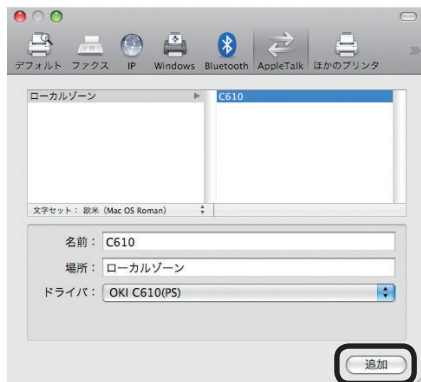 デフォルト ファクス IP Windows Bluetooth AppleTalk ほかのプリンタ
ローカルゾーン C610
文字セット： 欧米（Mac OS Roman）
名前： C610
場所： ローカルゾーン
ドライバ： OKI C610(PS)
追加